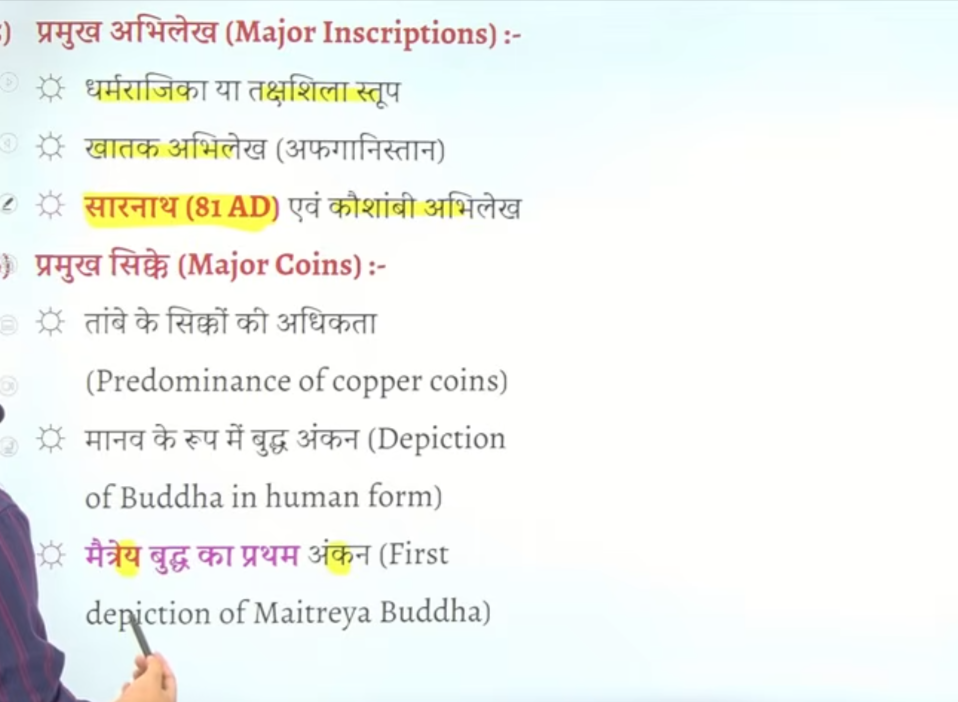 ) प्रमुख अभिलेख (Major Inscriptions) :-
धर्मराजिका या तक्षशिला स्तूप
खातक अभिलेख (अफगानिस्तान)
सारनाथ (81 AD) एवं कौशांबी अभिलेख
) प्रमुख सिक्के (Major Coins) :-
तांबे के सिक्कों की अधिकता
(Predominance of copper coins)
मानव के रूप में बुद्ध अंकन (Depiction
of Buddha in human form)
मैत्रेय बुद्ध का प्रथम अंकन (First
depiction of Maitreya Buddha)